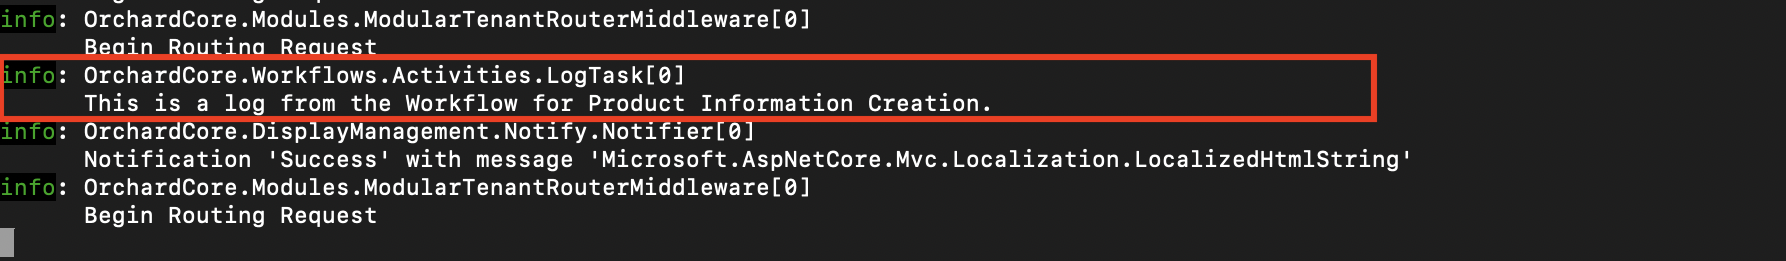 info: OrchardCore.Modules.ModularTenantRouterMiddleware[0]
Begin Routing Request
info: OrchardCore.Workflows.Activities.LogTask[0]
This is a log from the Workflow for Product Information Creation.
info: OrchardCore.DisplayManagement.Notify.Notifier[0]
Notification 'Success' with message 'Microsoft.AspNetCore.Mvc.Localization.LocalizedHtmlString'
info: OrchardCore.Modules.ModularTenantRouterMiddleware[0]
Begin Routing Request